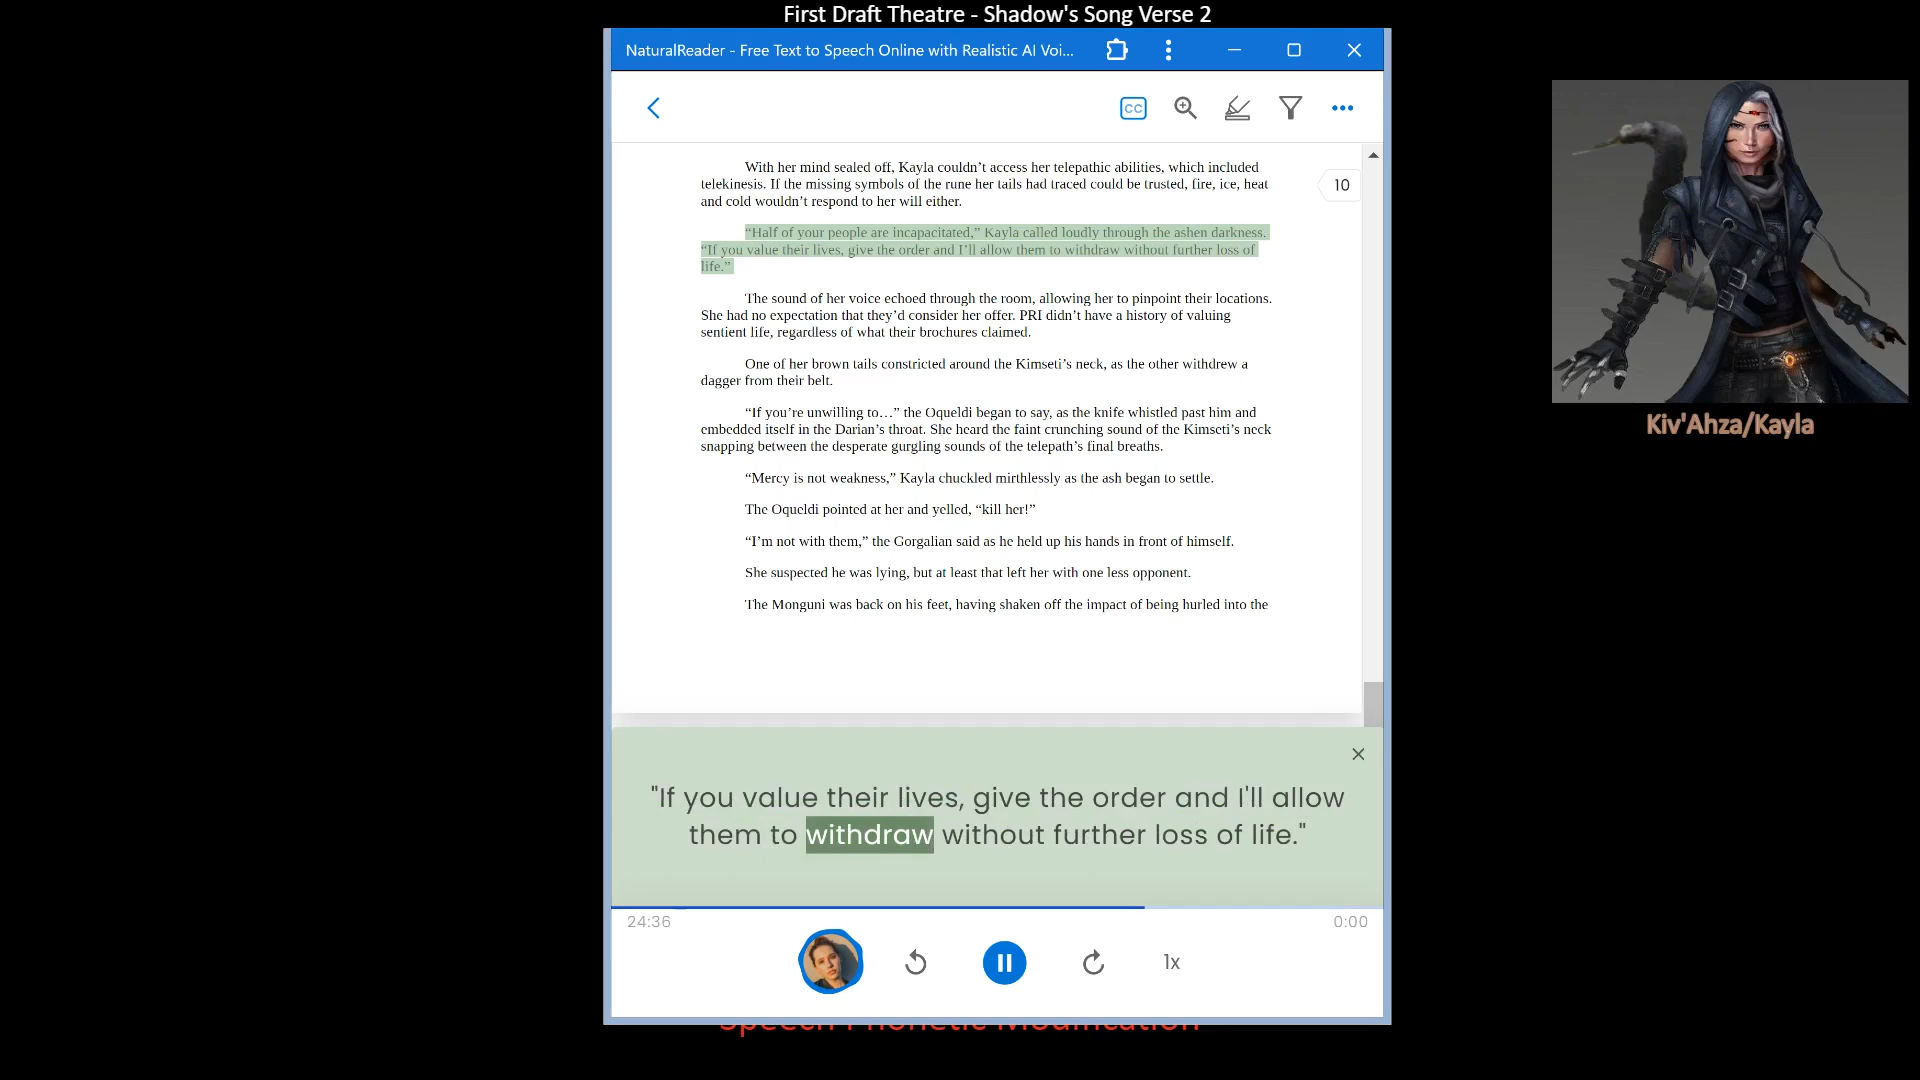 First Draft Theatre - Shadow's Song Verse 2
NaturalReader - Free Text to Speech Online with Realistic AI Voi...
CC
10
With her mind sealed off, Kayla couldn’t access her telepathic abilities, which included
telekinesis. If the missing symbols of the rune her tails had traced could be trusted, fire, ice, heat
and cold wouldn’t respond to her will either.
“Half of your people are incapacitated,” Kayla called loudly through the ashen darkness.
“If you value their lives, give the order and I’ll allow them to withdraw without further loss of
life.”
The sound of her voice echoed through the room, allowing her to pinpoint their locations.
She had no expectation that they’d consider her offer. PRI didn’t have a history of valuing
sentient life, regardless of what their brochures claimed.
One of her brown tails constricted around the Kimseti’s neck, as the other withdrew a
dagger from their belt.
“If you’re unwilling to…” the Oqueldi began to say, as the knife whistled past him and
embedded itself in the Darian’s throat. She heard the faint crunching sound of the Kimseti’s neck
snapping between the desperate gurgling sounds of the telepath’s final breaths.
“Mercy is not weakness,” Kayla chuckled mirthlessly as the ash began to settle.
The Oqueldi pointed at her and yelled, “kill her!”
“I’m not with them,” the Gorgalian said as he held up his hands in front of himself.
She suspected he was lying, but at least that left her with one less opponent.
The Monguni was back on his feet, having shaken off the impact of being hurled into the
"If you value their lives, give the order and I'll allow
them to withdraw without further loss of life."
24:36
0:00
1x
Speech Phonetic Modification
Kiv'Ahza/Kayla